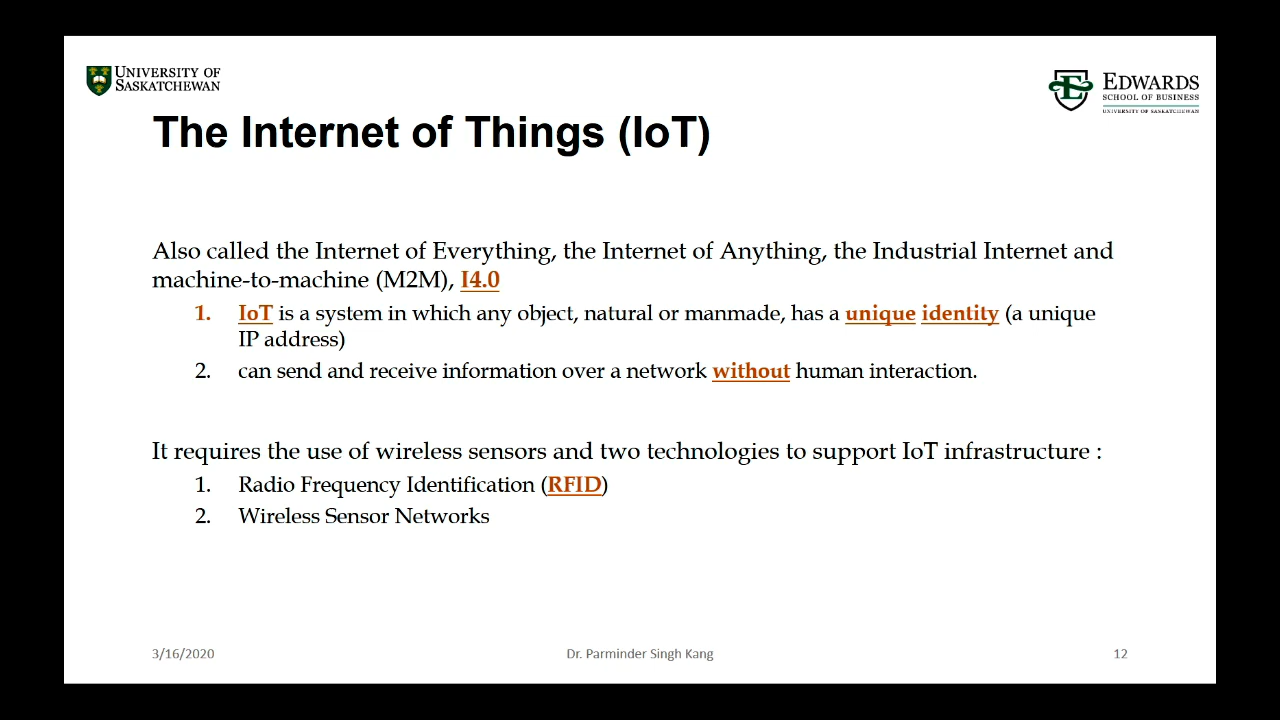 UNIVERSITY OF
SASKATCHEWAN
E
EDWARDS
SCHOOL OF BUSINESS
UNIVERSITY OF SASKATCHEWAN
The Internet of Things (IoT)
Also called the Internet of Everything, the Internet of Anything, the Industrial Internet and
machine-to-machine (M2M), I4.0
1. IoT is a system in which any object, natural or manmade, has a unique identity (a unique
IP address)
2. can send and receive information over a network without human interaction.
It requires the use of wireless sensors and two technologies to support IoT infrastructure :
1. Radio Frequency Identification (RFID)
2. Wireless Sensor Networks
3/16/2020
Dr. Parminder Singh Kang
12